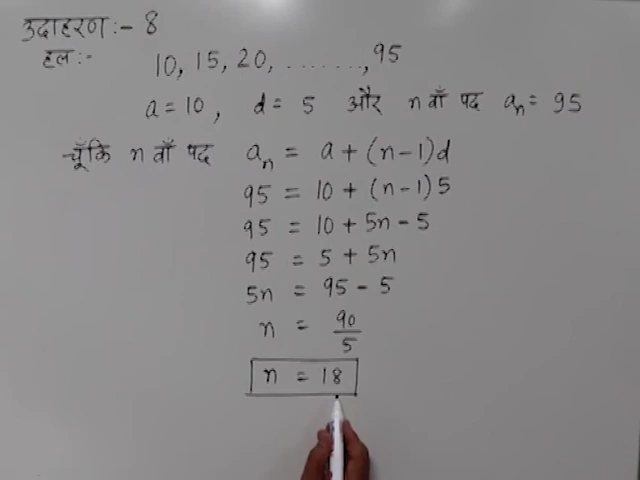 उदाहरण :- 8
हल :- 10, 15, 20, ......., 95
a = 10, d = 5 और n वाँ पद aₙ = 95
चूँकि n वाँ पद aₙ = a + (n-1)d
95 = 10 + (n-1)5
95 = 10 + 5n - 5
95 = 5 + 5n
5n = 95 - 5
n = 90/5
n = 18